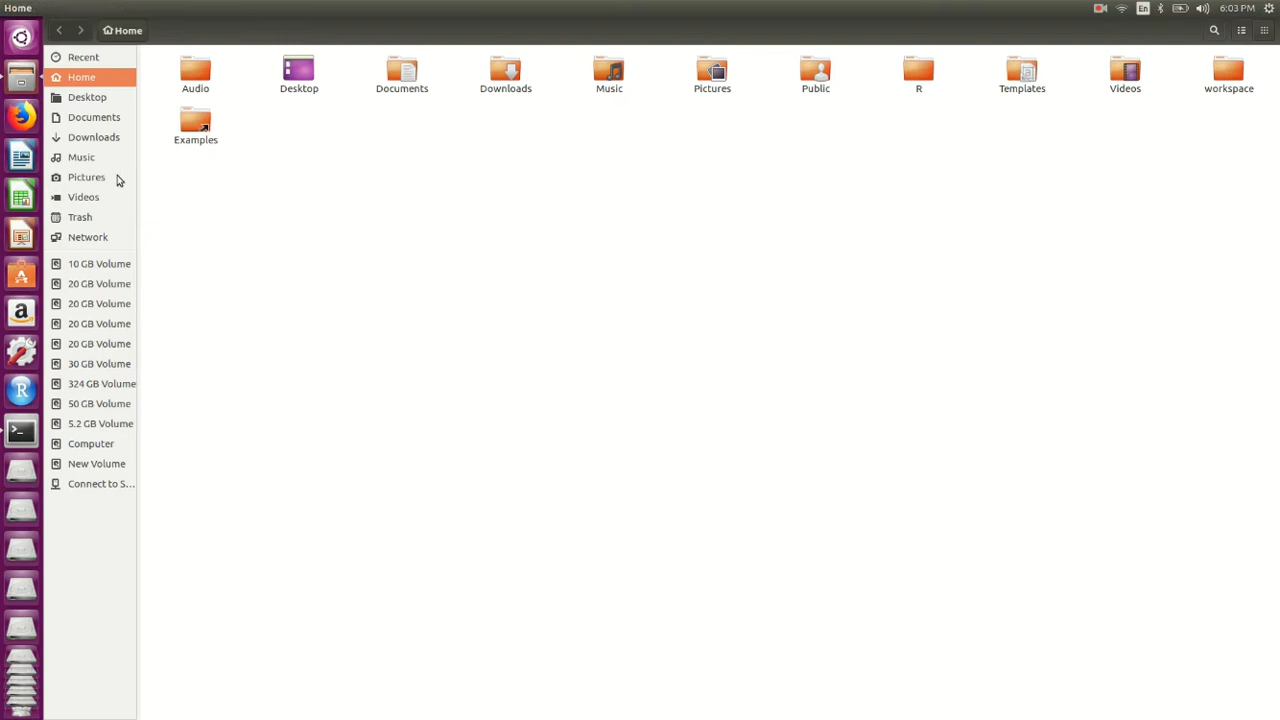 Home
En
6:03 PM
Home
Recent
Home
Desktop
Documents
Downloads
Music
Pictures
Videos
Trash
Network
10 GB Volume
20 GB Volume
20 GB Volume
20 GB Volume
20 GB Volume
30 GB Volume
324 GB Volume
50 GB Volume
5.2 GB Volume
Computer
New Volume
Connect to S...
Audio Desktop Documents Downloads Music Pictures Public R Templates Videos workspace
Examples